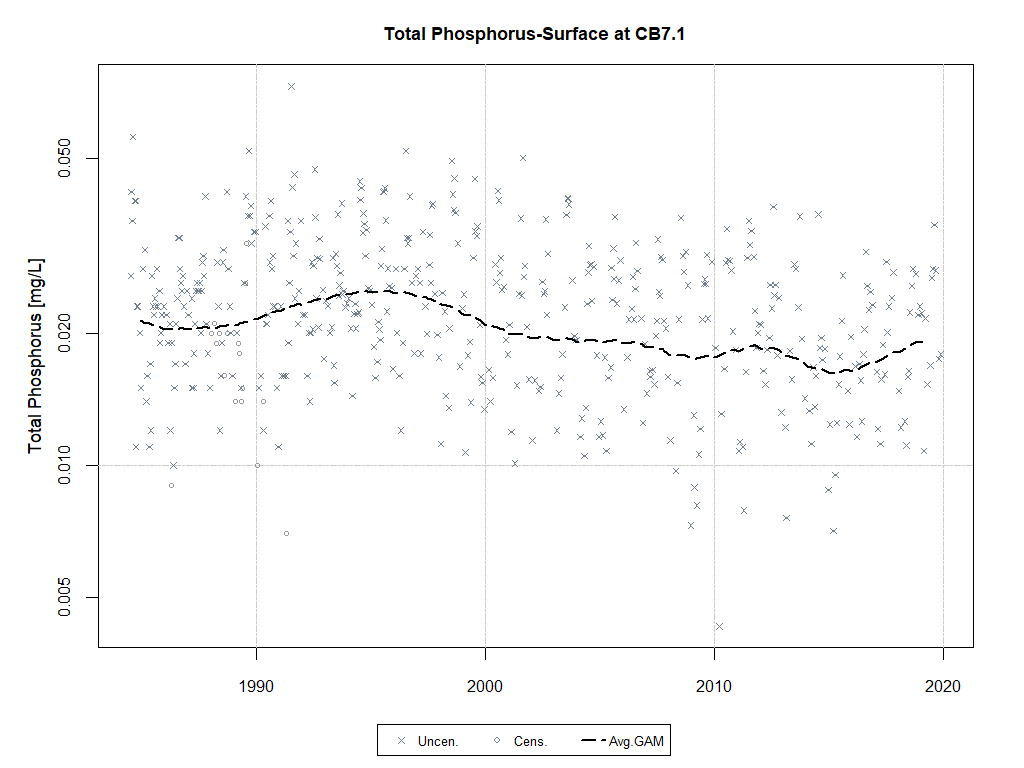 Total Phosphorus-Surface at CB7.1
Total Phosphorus [mg/L]
0.050
0.020
0.010
0.005
1990 2000 2010 2020
Uncen. Cens. Avg.GAM